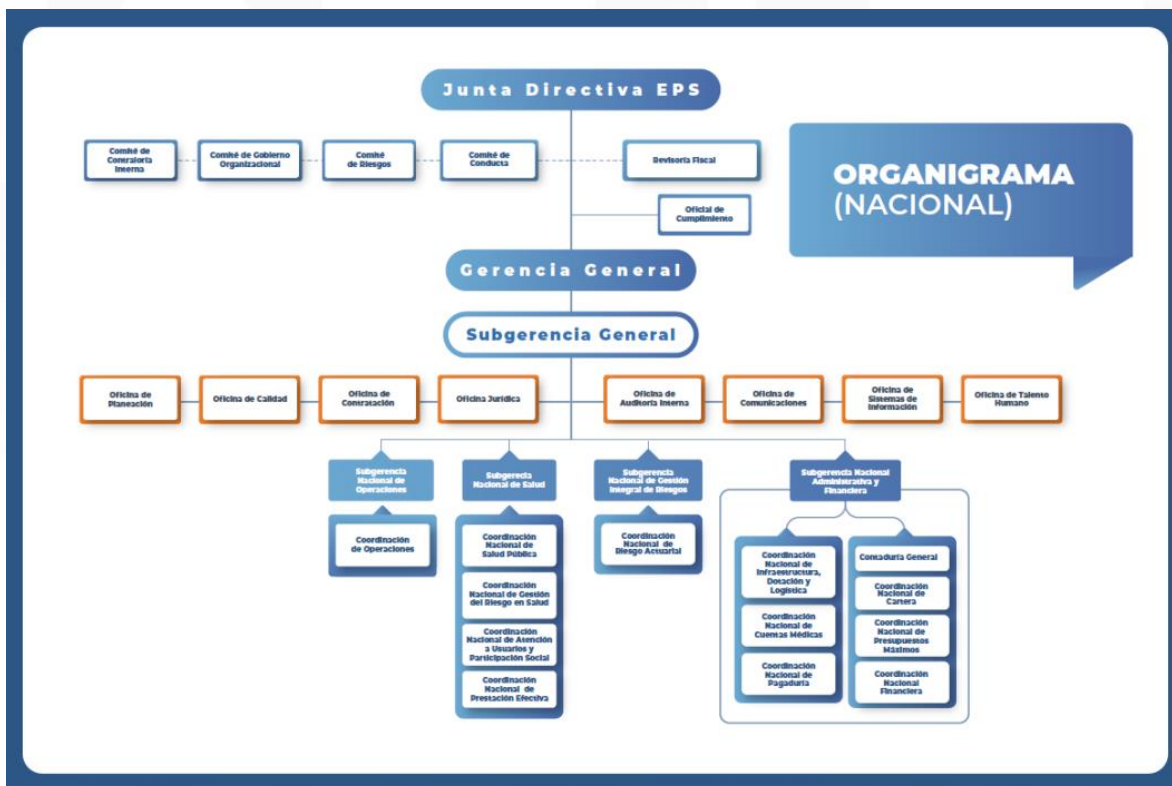 Junta Directiva EPS
Comité de
Contraloría
Interna
Comité de Gobierno
Organizacional
Comité
de Riesgos
Comité de
Conducta
Revisoría Fiscal
Oficial de
Cumplimiento
ORGANIGRAMA
(NACIONAL)
Gerencia General
Subgerencia General
Oficina de
Planeación
Oficina de Calidad
Oficina de
Contratación
Oficina Jurídica
Oficina de
Auditoría Interna
Oficina de
Comunicaciones
Oficina de
Sistemas de
Información
Oficina de Talento
Humano
Subgerencia
Nacional de
Operaciones
Coordinación
de Operaciones
Subgerecia
Nacional de Salud
Coordinación
Nacional de
Salud Pública
Coordinación
Nacional de Gestión
del Riesgo en Salud
Coordinación
Nacional de Atención
a Usuarios y
Participación Social
Coordinación
Nacional de
Prestación Efectiva
Subgerencia
Nacional de Gestión
Integral de Riesgos
Coordinación
Nacional de
Riesgo Actuarial
Subgerencia Nacional
Administrativa y
Financiera
Coordinación
Nacional de
Infraestructura,
Dotación y
Logística
Coordinación
Nacional de
Cuentas Médicas
Coordinación
Nacional de
Pagaduría
Contaduría General
Coordinación
Nacional de
Cartera
Coordinación
Nacional de
Presupuestos
Máximos
Coordinación
Nacional
Financiera